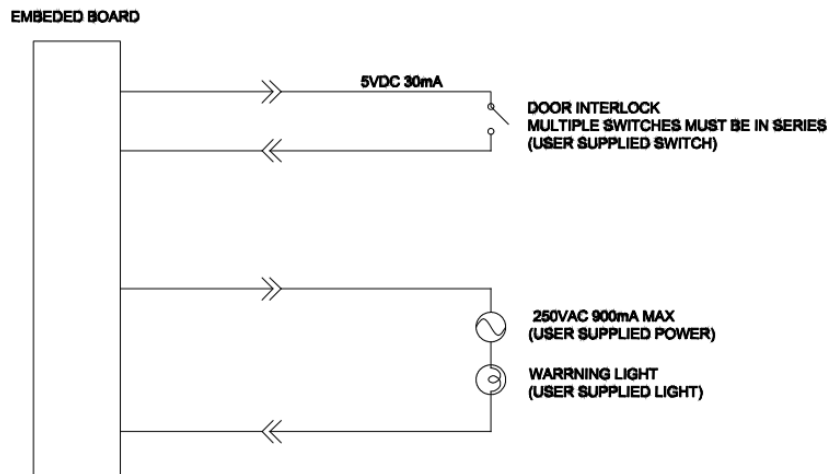 EMBEDED BOARD
5VDC 30mA
DOOR INTERLOCK
MULTIPLE SWITCHES MUST BE IN SERIES
(USER SUPPLIED SWITCH)
250VAC 900mA MAX
(USER SUPPLIED POWER)
WARRNING LIGHT
(USER SUPPLIED LIGHT)